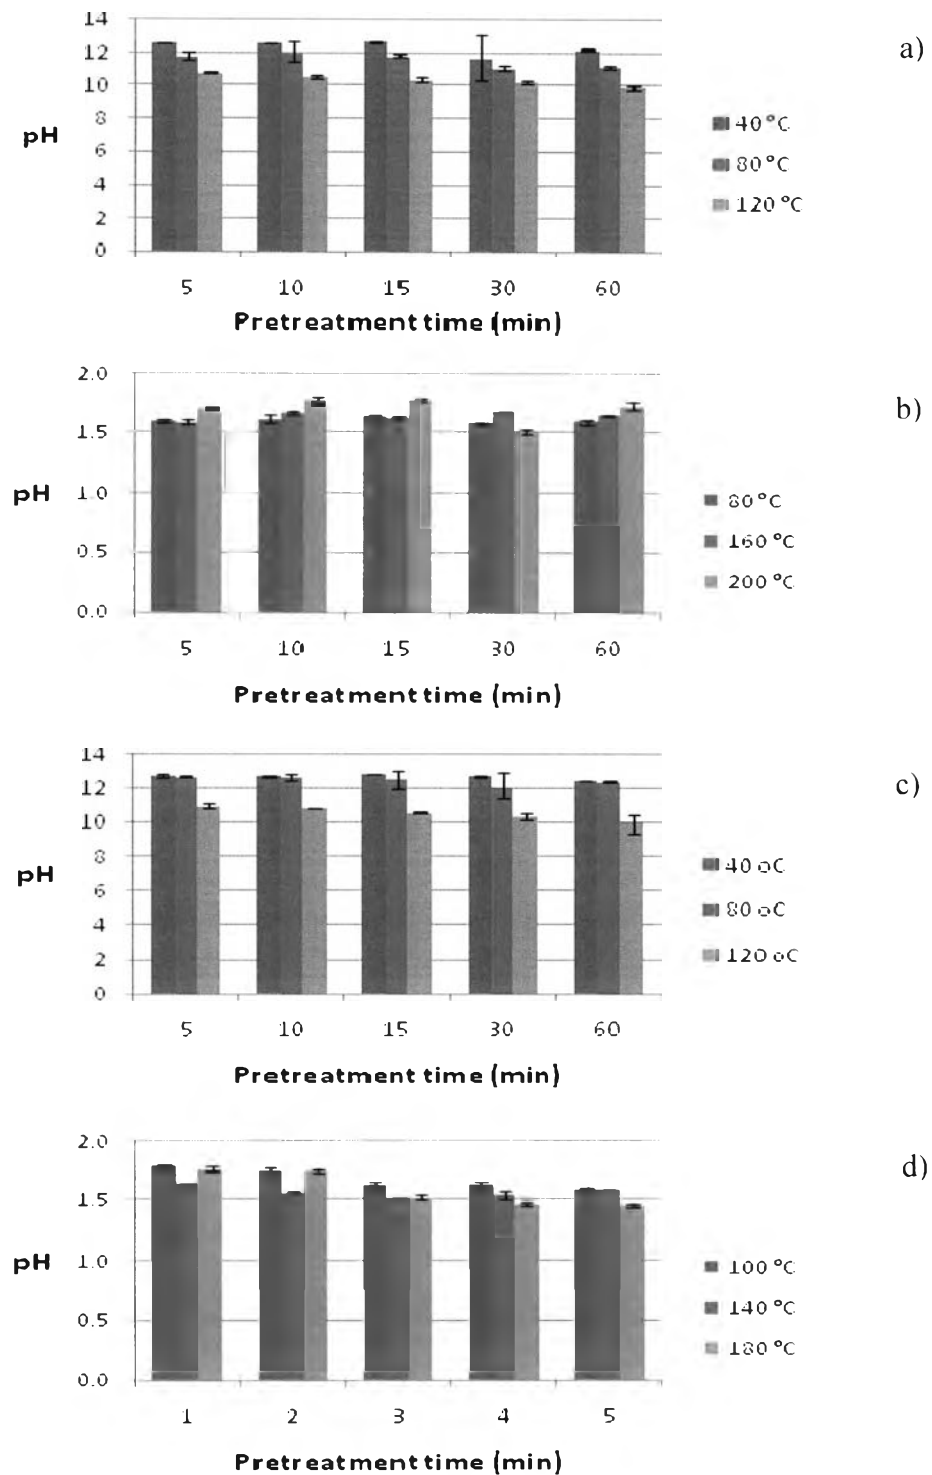 14
12
10
8
6
4
2
0
pH
5 10 15 30 60
Pretreatment time (min)
40 °C
80 °C
120 °C
a)
2.0
1.5
1.0
0.5
0.0
pH
5 10 15 30 60
Pretreatment time (min)
80 °C
160 °C
200 °C
b)
14
12
10
8
6
4
2
0
pH
5 10 15 30 60
Pretreatment time (min)
40 oC
80 oC
120 oC
c)
2.0
1.5
1.0
0.5
0.0
pH
1 2 3 4 5
Pretreatment time (min)
100 °C
140 °C
180 °C
d)